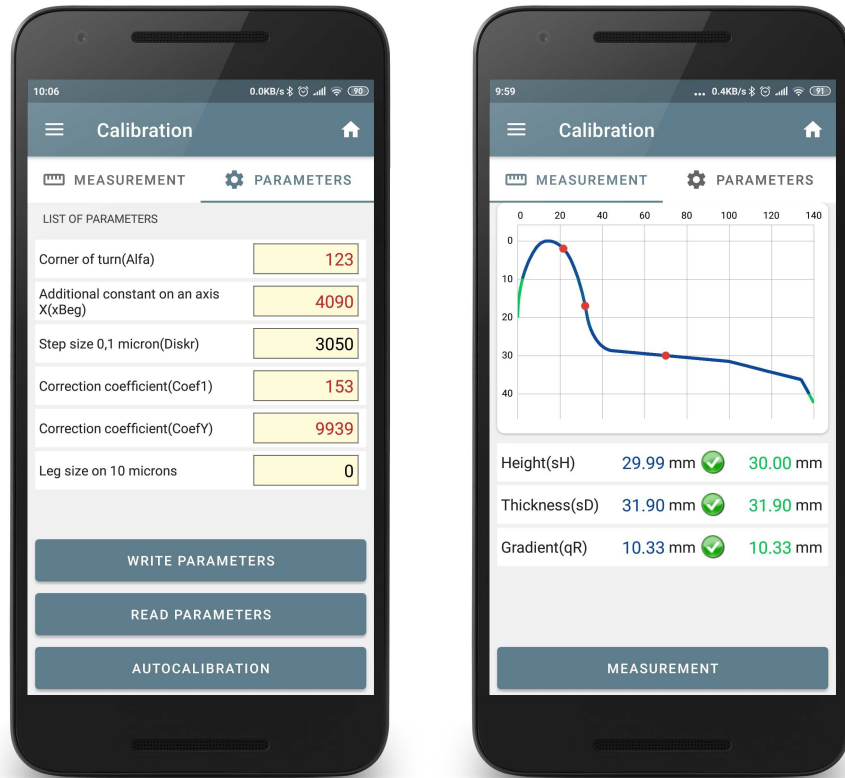 10:06 0.0KB/s 90
Calibration
MEASUREMENT PARAMETERS
LIST OF PARAMETERS
Corner of turn(Alfa) 123
Additional constant on an axis
X(xBeg) 4090
Step size 0,1 micron(Diskr) 3050
Correction coefficient(Coef1) 153
Correction coefficient(CoefY) 9939
Leg size on 10 microns 0
WRITE PARAMETERS
READ PARAMETERS
AUTOCALIBRATION
9:59 ... 0.4KB/s 91
Calibration
MEASUREMENT PARAMETERS
0 20 40 60 80 100 120 140
0
10
20
30
40
Height(sH) 29.99 mm 30.00 mm
Thickness(sD) 31.90 mm 31.90 mm
Gradient(qR) 10.33 mm 10.33 mm
MEASUREMENT